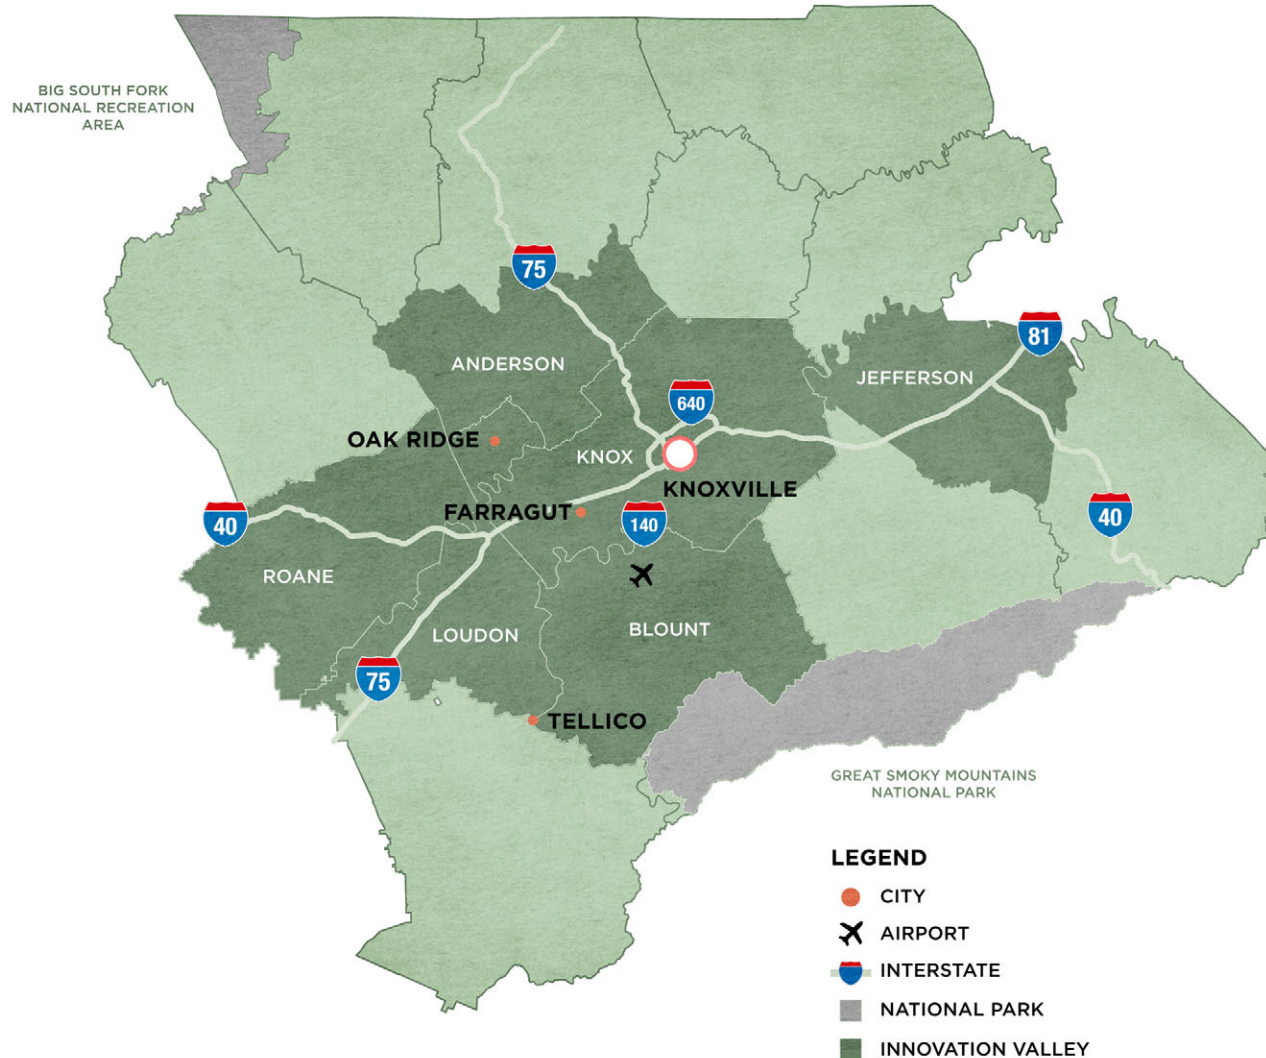 BIG SOUTH FORK
NATIONAL RECREATION
AREA
75
81
ANDERSON
JEFFERSON
640
OAK RIDGE
KNOX
KNOXVILLE
FARRAGUT
40
140
40
ROANE
LOUDON
BLOUNT
75
TELLICO
GREAT SMOKY MOUNTAINS
NATIONAL PARK
LEGEND
CITY
AIRPORT
INTERSTATE
NATIONAL PARK
INNOVATION VALLEY